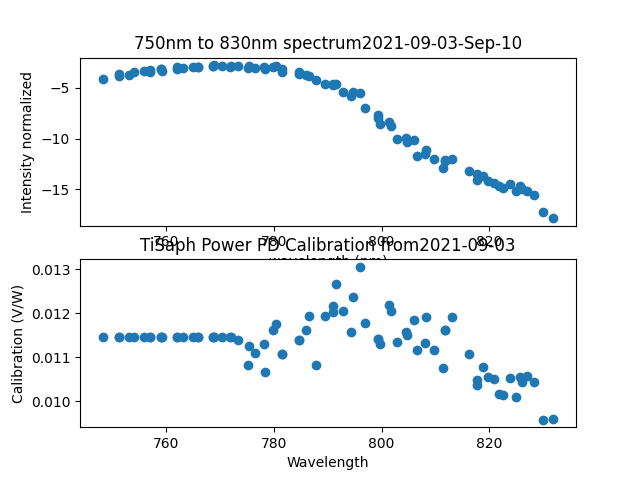 750nm to 830nm spectrum2021-09-03-Sep-10
Intensity normalized
−5
−10
−15
760
780
800
820
wavelength (nm)
TiSaph Power PD Calibration from2021-09-03
Calibration (V/W)
0.013
0.012
0.011
0.010
760
780
800
820
Wavelength